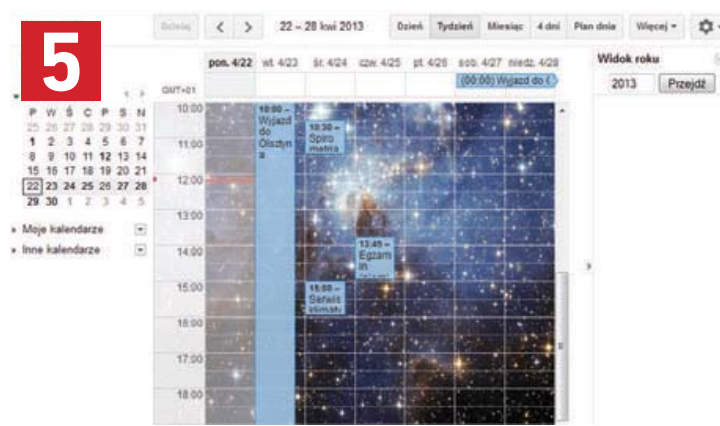 5
Dzisiaj < > 22 – 28 kwi 2013 Dzień Tydzień Miesiąc 4 dni Plan dnia Więcej
pon. 4/22 wt. 4/23 śr. 4/24 czw. 4/25 pt. 4/26 sob. 4/27 niedz. 4/28
Widok roku
(00:00) Wyjazd do
2013 Przejdź
GMT+01
P W Ś C P S N
25 26 27 28 29 30 31
1 2 3 4 5 6 7
8 9 10 11 12 13 14
15 16 17 18 19 20 21
22 23 24 25 26 27 28
29 30 1 2 3 4 5
Moje kalendarze
Inne kalendarze
10:00
11:00
12:00
13:00
14:00
15:00
16:00
17:00
18:00
10:00 –
Wyjazd
do
Olsztyn
a
10:30 –
Spiro
metria
13:45 –
Egzam
in
15:00 –
Serwis
klimaty